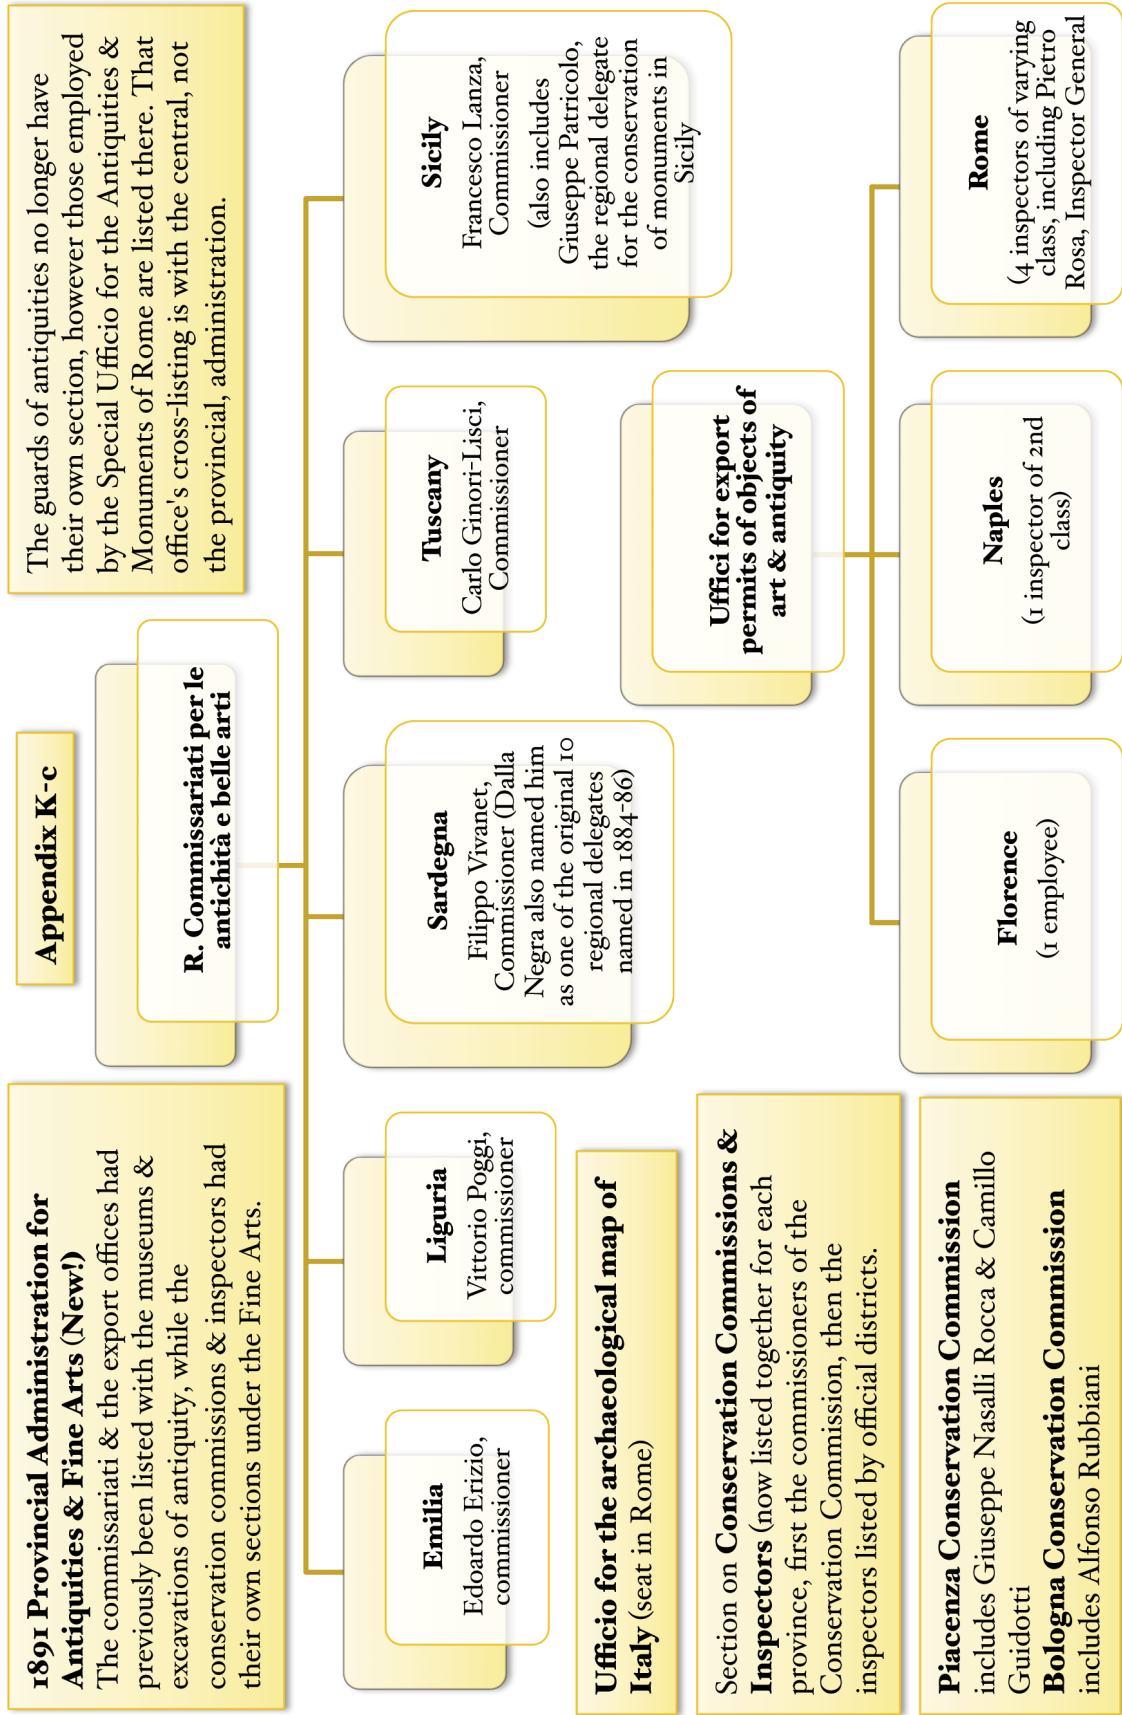 Appendix K-c
1891 Provincial Administration for
Antiquities & Fine Arts (New!)
The commissariati & the export offices had
previously been listed with the museums &
excavations of antiquity, while the
conservation commissions & inspectors had
their own sections under the Fine Arts.
R. Commissariati per le
antichità e belle arti
The guards of antiquities no longer have
their own section, however those employed
by the Special Ufficio for the Antiquities &
Monuments of Rome are listed there. That
office's cross-listing is with the central, not
the provincial, administration.
Emilia
Edoardo Erizio,
commissioner
Liguria
Vittorio Poggi,
commissioner
Sardegna
Filippo Vivanet,
Commissioner (Dalla
Negra also named him
as one of the original 10
regional delegates
named in 1884-86)
Tuscany
Carlo Ginori-Lisci,
Commissioner
Sicily
Francesco Lanza,
Commissioner
(also includes
Giuseppe Patricolo,
the regional delegate
for the conservation
of monuments in
Sicily
Ufficio for the archaeological map of
Italy (seat in Rome)
Section on Conservation Commissions &
Inspectors (now listed together for each
province, first the commissioners of the
Conservation Commission, then the
inspectors listed by official districts.
Piacenza Conservation Commission
includes Giuseppe Nasalli Rocca & Camillo
Guidotti
Bologna Conservation Commission
includes Alfonso Rubbiani
Uffici for export
permits of objects of
art & antiquity
Florence
(1 employee)
Naples
(1 inspector of 2nd
class)
Rome
(4 inspectors of varying
class, including Pietro
Rosa, Inspector General